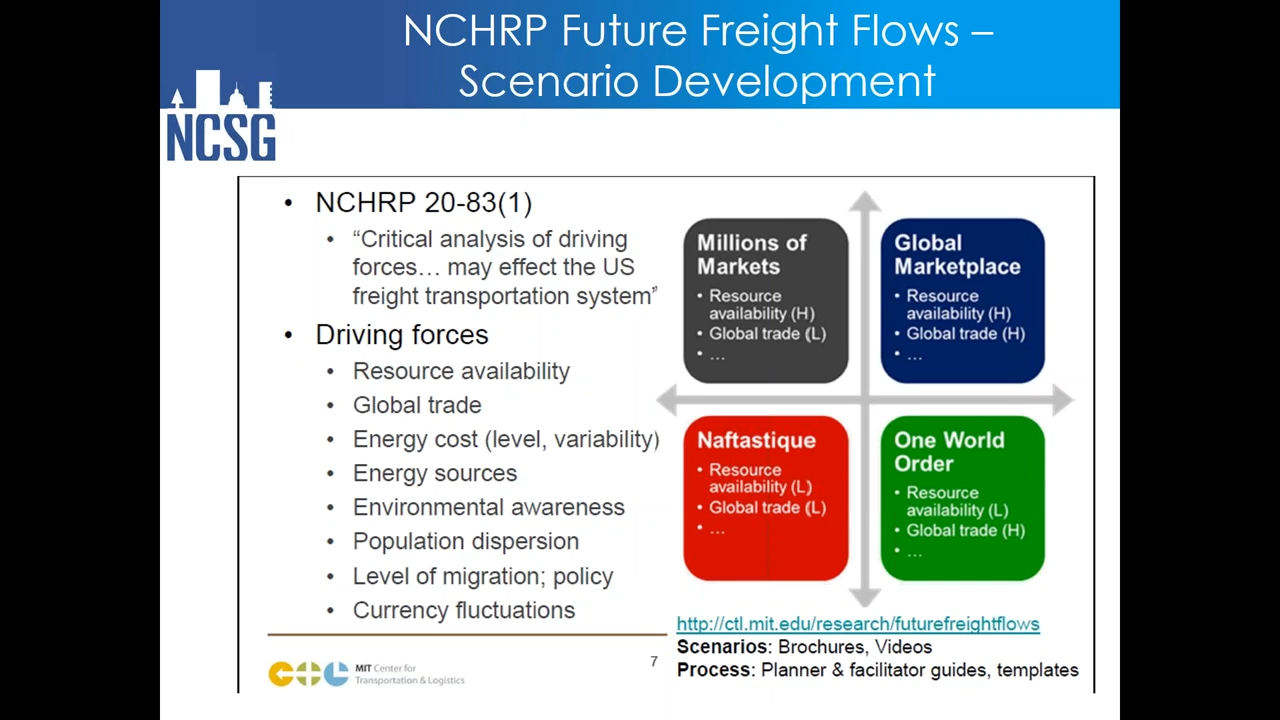 NCHRP Future Freight Flows –
Scenario Development
NCSG
• NCHRP 20-83(1)
• “Critical analysis of driving
forces… may effect the US
freight transportation system”
• Driving forces
• Resource availability
• Global trade
• Energy cost (level, variability)
• Energy sources
• Environmental awareness
• Population dispersion
• Level of migration; policy
• Currency fluctuations
Millions of
Markets
• Resource
availability (H)
• Global trade (L)
• …
Global
Marketplace
• Resource
availability (H)
• Global trade (H)
• …
Naftastique
• Resource
availability (L)
• Global trade (L)
• …
One World
Order
• Resource
availability (L)
• Global trade (H)
• …
http://ctl.mit.edu/research/futurefreightflows
Scenarios: Brochures, Videos
Process: Planner & facilitator guides, templates
7
MIT Center for
Transportation & Logistics